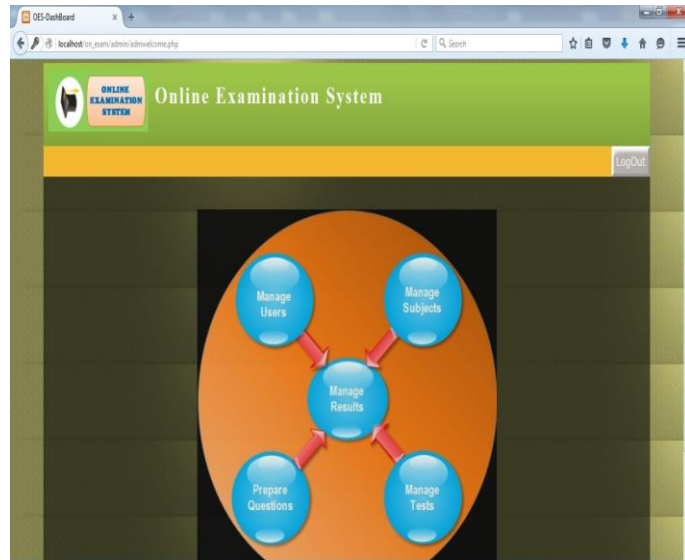 OES-DashBoard
localhost/on_exam/admin/admwelcome.php
Search
ONLINE
EXAMINATION
SYSTEM
Online Examination System
LogOut
Manage
Users
Manage
Subjects
Manage
Results
Prepare
Questions
Manage
Tests